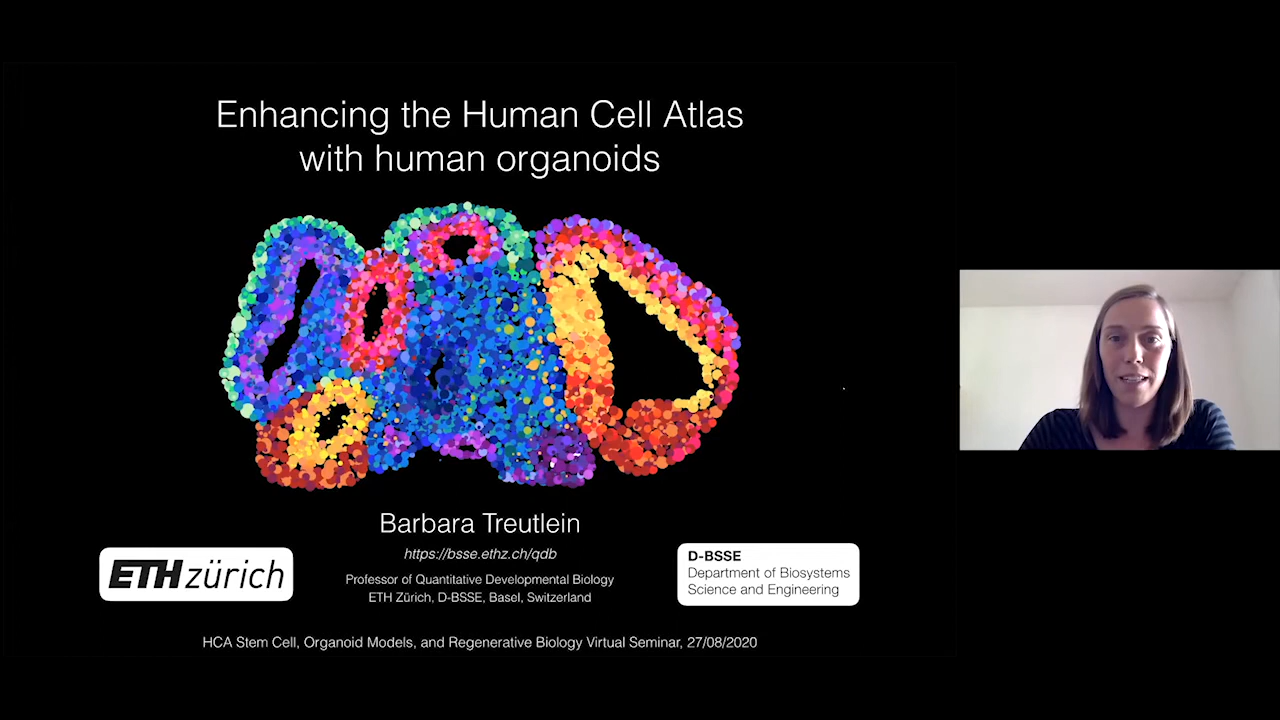 Enhancing the Human Cell Atlas
with human organoids
Barbara Treutlein
https://bsse.ethz.ch/qdb
Professor of Quantitative Developmental Biology
ETH Zürich, D-BSSE, Basel, Switzerland
ETH zürich
D-BSSE
Department of Biosystems
Science and Engineering
HCA Stem Cell, Organoid Models, and Regenerative Biology Virtual Seminar, 27/08/2020